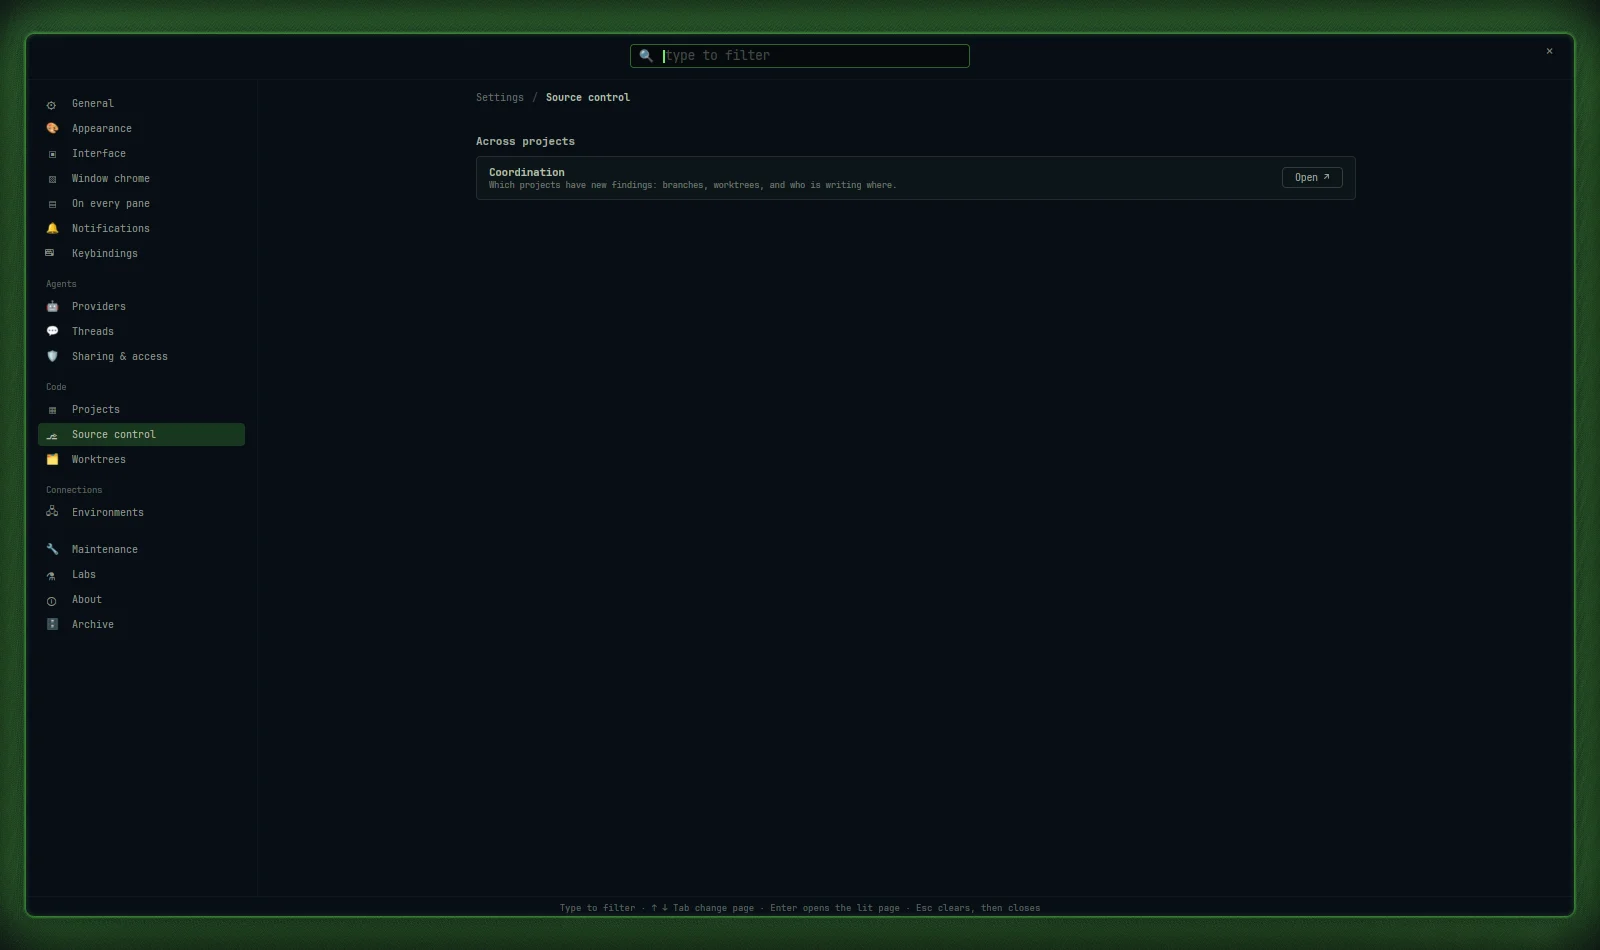 type to filter
×
General
Appearance
Interface
Window chrome
On every pane
Notifications
Keybindings
Agents
Providers
Threads
Sharing & access
Code
Projects
Source control
Worktrees
Connections
Environments
Maintenance
Labs
About
Archive
Settings / Source control
Across projects
Coordination
Which projects have new findings: branches, worktrees, and who is writing where.
Open ↗
Type to filter · ↑ ↓ Tab change page · Enter opens the lit page · Esc clears, then closes